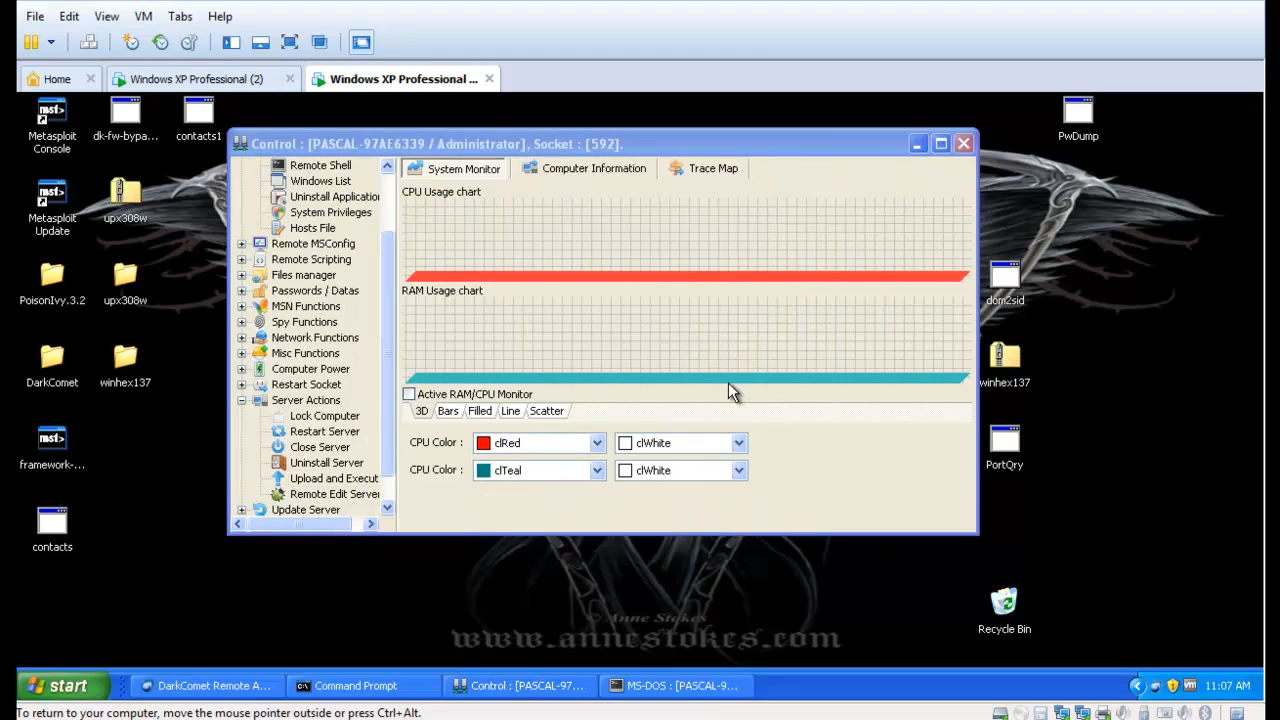 File Edit View VM Tabs Help
Home
Windows XP Professional (2)
Windows XP Professional ...
msf>
Metasploit Console
dk-fw-bypa...
contacts1
PwDump
msf>
Metasploit Update
upx308w
PoisonIvy.3.2
upx308w
dom2sid
DarkComet
winhex137
winhex137
msf>
framework-...
PortQry
contacts
Recycle Bin
Control : [PASCAL-97AE6339 / Administrator], Socket : [592].
Remote Shell
Windows List
Uninstall Applicatio
System Privileges
Hosts File
Remote MSConfig
Remote Scripting
Files manager
Passwords / Datas
MSN Functions
Spy Functions
Network Functions
Misc Functions
Computer Power
Restart Socket
Server Actions
Lock Computer
Restart Server
Close Server
Uninstall Server
Upload and Execut
Remote Edit Serve
Update Server
System Monitor
Computer Information
Trace Map
CPU Usage chart
RAM Usage chart
Active RAM/CPU Monitor
3D Bars Filled Line Scatter
CPU Color : clRed clWhite
CPU Color : clTeal clWhite
© Anne Stokes
www.annestokes.com
start
DarkComet Remote A...
Command Prompt
Control : [PASCAL-97...
MS-DOS : [PASCAL-9...
11:07 AM
To return to your computer, move the mouse pointer outside or press Ctrl+Alt.